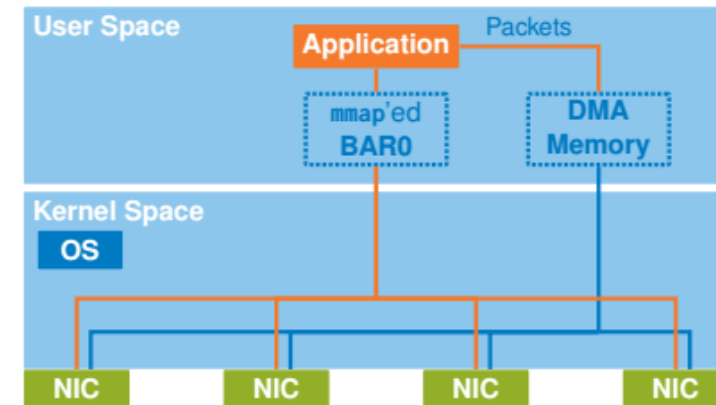 User Space
Application
Packets
mmap'ed
BAR0
DMA
Memory
Kernel Space
OS
NIC
NIC
NIC
NIC